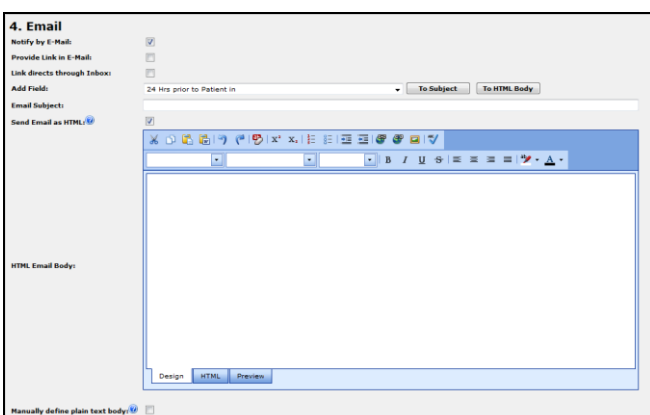 4. Email
Notify by E-Mail:
Provide Link in E-Mail:
Link directs through Inbox:
Add Field: 24 Hrs prior to Patient in To Subject To HTML Body
Email Subject:
Send Email as HTML:
B I U S A
HTML Email Body:
Design HTML Preview
Manually define plain text body: